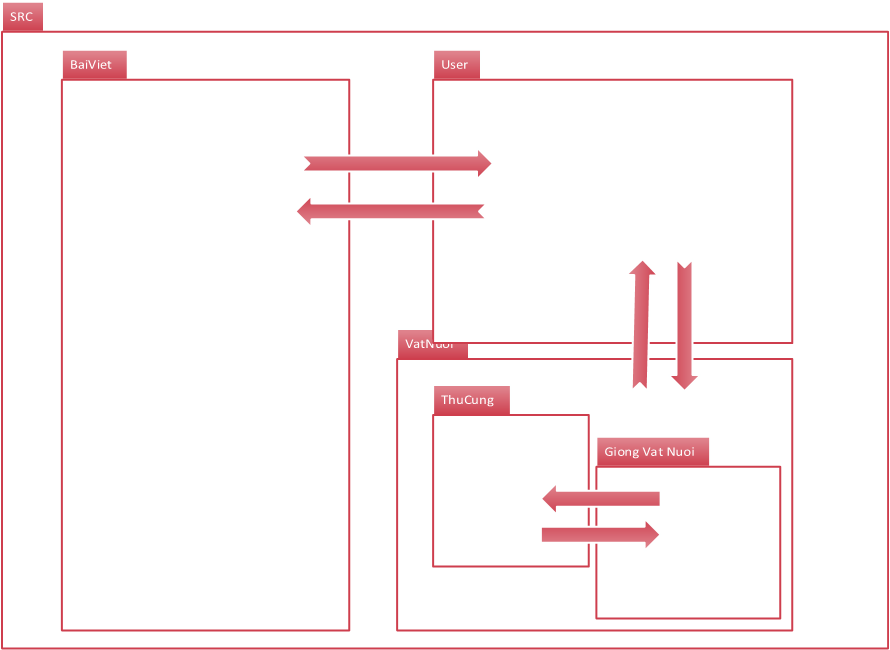 SRC
BaiViet
User
VatNuoi
ThuCung
Giong Vat Nuoi